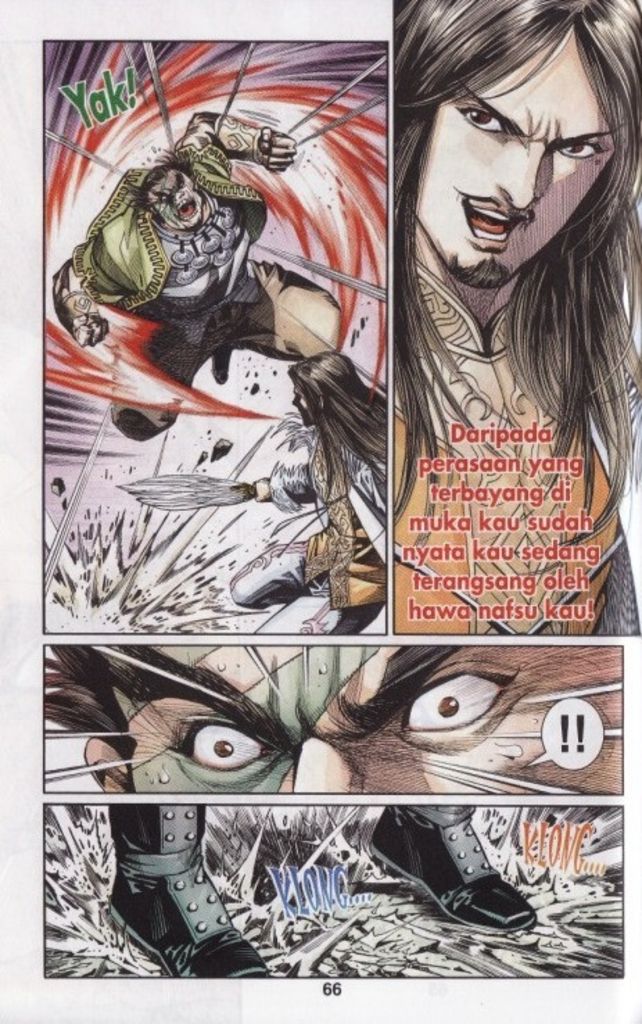 Yak!
Daripada
perasaan yang
terbayang di
muka kau sudah
nyata kau sedang
terangsang oleh
hawa nafsu kau!
!!
KLONG....
KLONG....
66